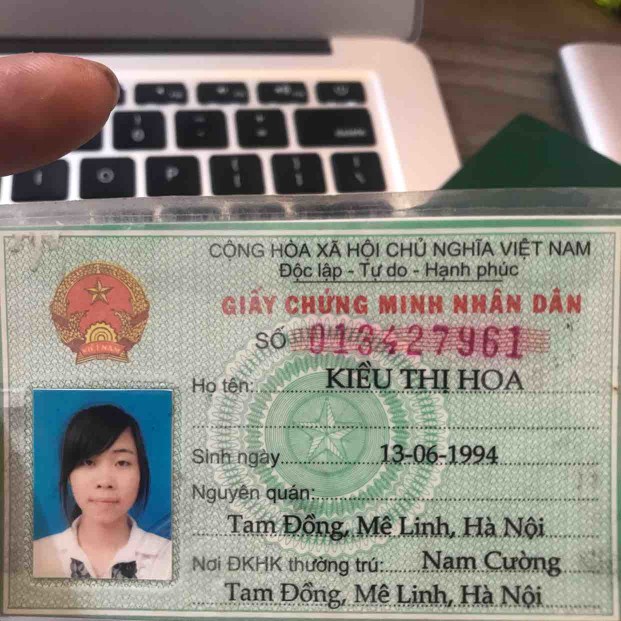 CỘNG HÒA XÃ HỘI CHỦ NGHĨA VIỆT NAM
Độc lập - Tự do - Hạnh phúc
GIẤY CHỨNG MINH NHÂN DÂN
SỐ 013427961
Họ tên: KIỀU THỊ HOA
Sinh ngày 13-06-1994
Nguyên quán:
Tam Đồng, Mê Linh, Hà Nội
Nơi ĐKHK thường trú: Nam Cường
Tam Đồng, Mê Linh, Hà Nội
VIỆT NAM